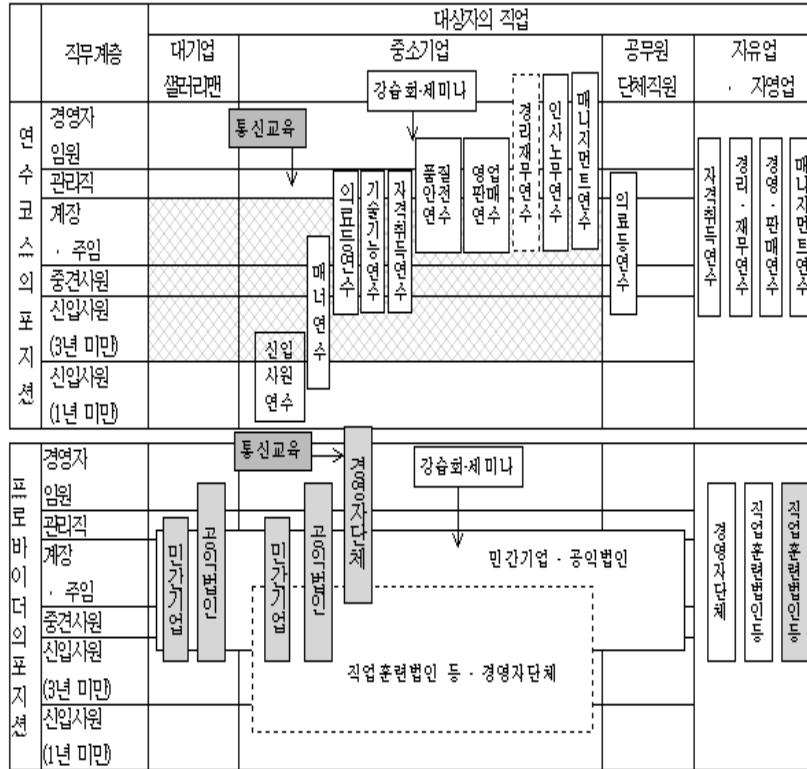 대상자의 직업
직무계층
대기업
샐러리맨
중소기업
공무원
단체직원
자유업
· 자영업
연수코스의포지션
경영자
임원
관리직
계장
· 주임
중견사원
신입사원
(3년 미만)
신입사원
(1년 미만)
강습회·세미나
통신교육
신입
사원
연수
매너연수
의료등연수
기술기능연수
자격취득연수
품질
안전
연수
영업
판매
연수
경리재무연수
인사노무연수
매니지먼트연수
의료등연수
자격취득연수
경리·재무연수
경영·판매연수
매니지먼트연수
프로바이더의포지션
경영자
임원
관리직
계장
· 주임
중견사원
신입사원
(3년 미만)
신입사원
(1년 미만)
통신교육
강습회·세미나
민간기업
공익법인
민간기업
공익법인
경영자단체
민간기업 · 공익법인
직업훈련법인 등 · 경영자단체
경영자단체
직업훈련법인등
직업훈련법인등